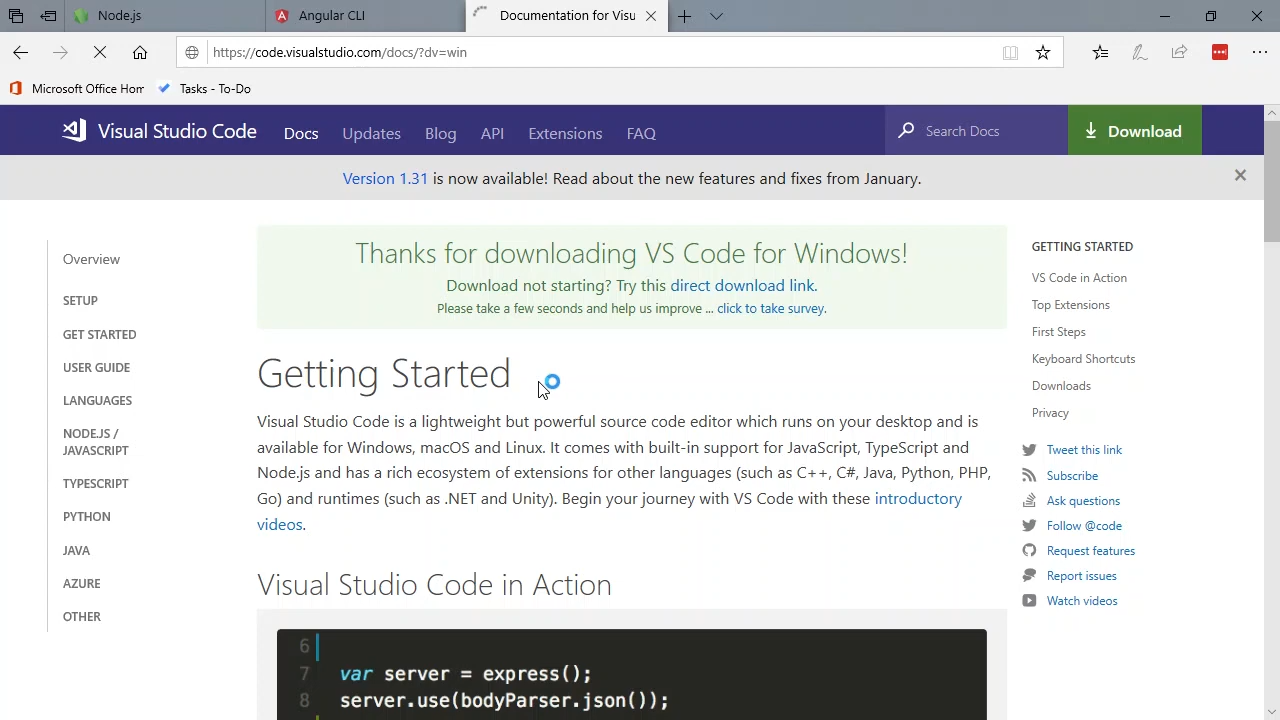 Node.js
Angular CLI
Documentation for Visu
https://code.visualstudio.com/docs/?dv=win
Microsoft Office Hom
Tasks - To-Do
Visual Studio Code
Docs
Updates
Blog
API
Extensions
FAQ
Search Docs
Download
Version 1.31 is now available! Read about the new features and fixes from January.
Overview
SETUP
GET STARTED
USER GUIDE
LANGUAGES
NODE.JS /
JAVASCRIPT
TYPESCRIPT
PYTHON
JAVA
AZURE
OTHER
Thanks for downloading VS Code for Windows!
Download not starting? Try this direct download link.
Please take a few seconds and help us improve ... click to take survey.
Getting Started
Visual Studio Code is a lightweight but powerful source code editor which runs on your desktop and is
available for Windows, macOS and Linux. It comes with built-in support for JavaScript, TypeScript and
Node.js and has a rich ecosystem of extensions for other languages (such as C++, C#, Java, Python, PHP,
Go) and runtimes (such as .NET and Unity). Begin your journey with VS Code with these introductory
videos.
Visual Studio Code in Action
6
7 var server = express();
8 server.use(bodyParser.json());
GETTING STARTED
VS Code in Action
Top Extensions
First Steps
Keyboard Shortcuts
Downloads
Privacy
Tweet this link
Subscribe
Ask questions
Follow @code
Request features
Report issues
Watch videos